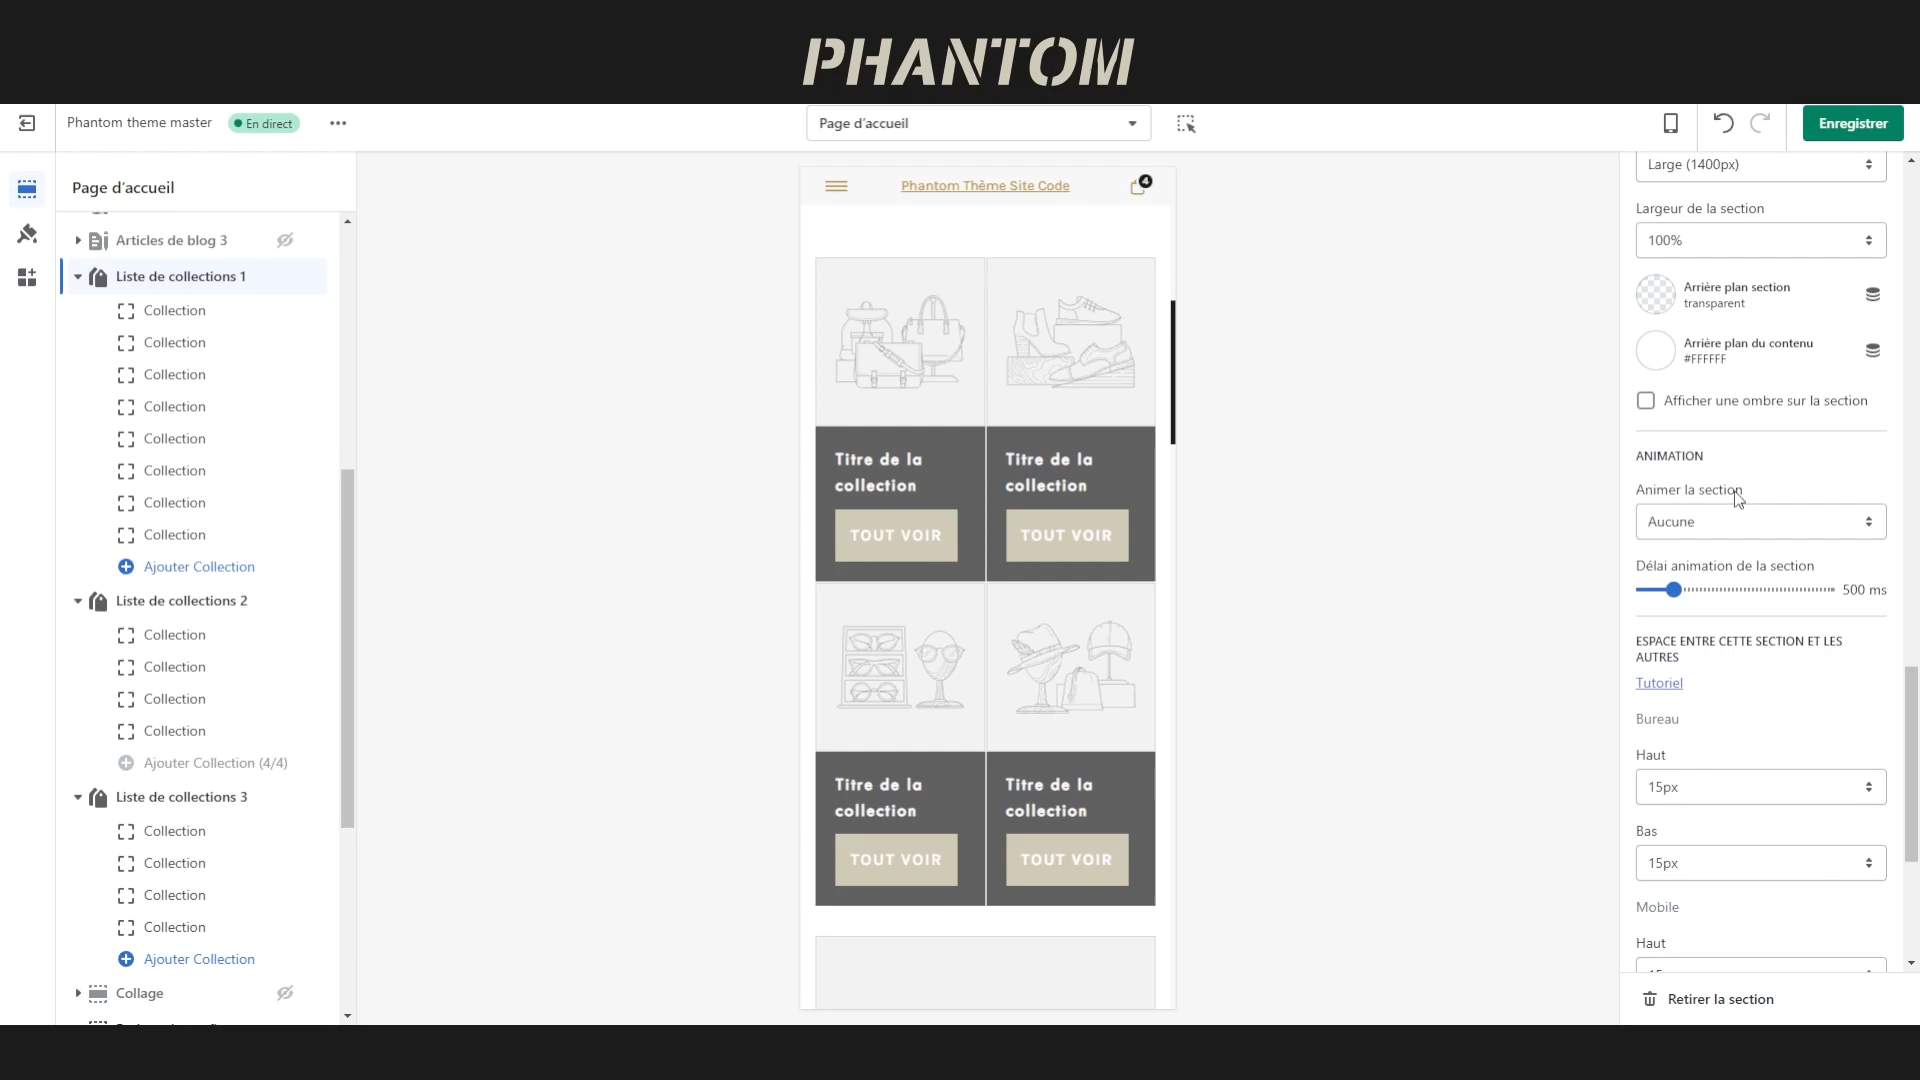 PHANTOM
Phantom theme master
En direct
Page d'accueil
Enregistrer
Page d'accueil
Articles de blog 3
Liste de collections 1
Collection
Collection
Collection
Collection
Collection
Collection
Collection
Collection
Ajouter Collection
Liste de collections 2
Collection
Collection
Collection
Collection
Ajouter Collection (4/4)
Liste de collections 3
Collection
Collection
Collection
Collection
Ajouter Collection
Collage
Phantom Thème Site Code
4
Titre de la
collection
TOUT VOIR
Titre de la
collection
TOUT VOIR
Titre de la
collection
TOUT VOIR
Titre de la
collection
TOUT VOIR
Large (1400px)
Largeur de la section
100%
Arrière plan section
transparent
Arrière plan du contenu
#FFFFFF
Afficher une ombre sur la section
ANIMATION
Animer la section
Aucune
Délai animation de la section
500 ms
ESPACE ENTRE CETTE SECTION ET LES
AUTRES
Tutoriel
Bureau
Haut
15px
Bas
15px
Mobile
Haut
Retirer la section